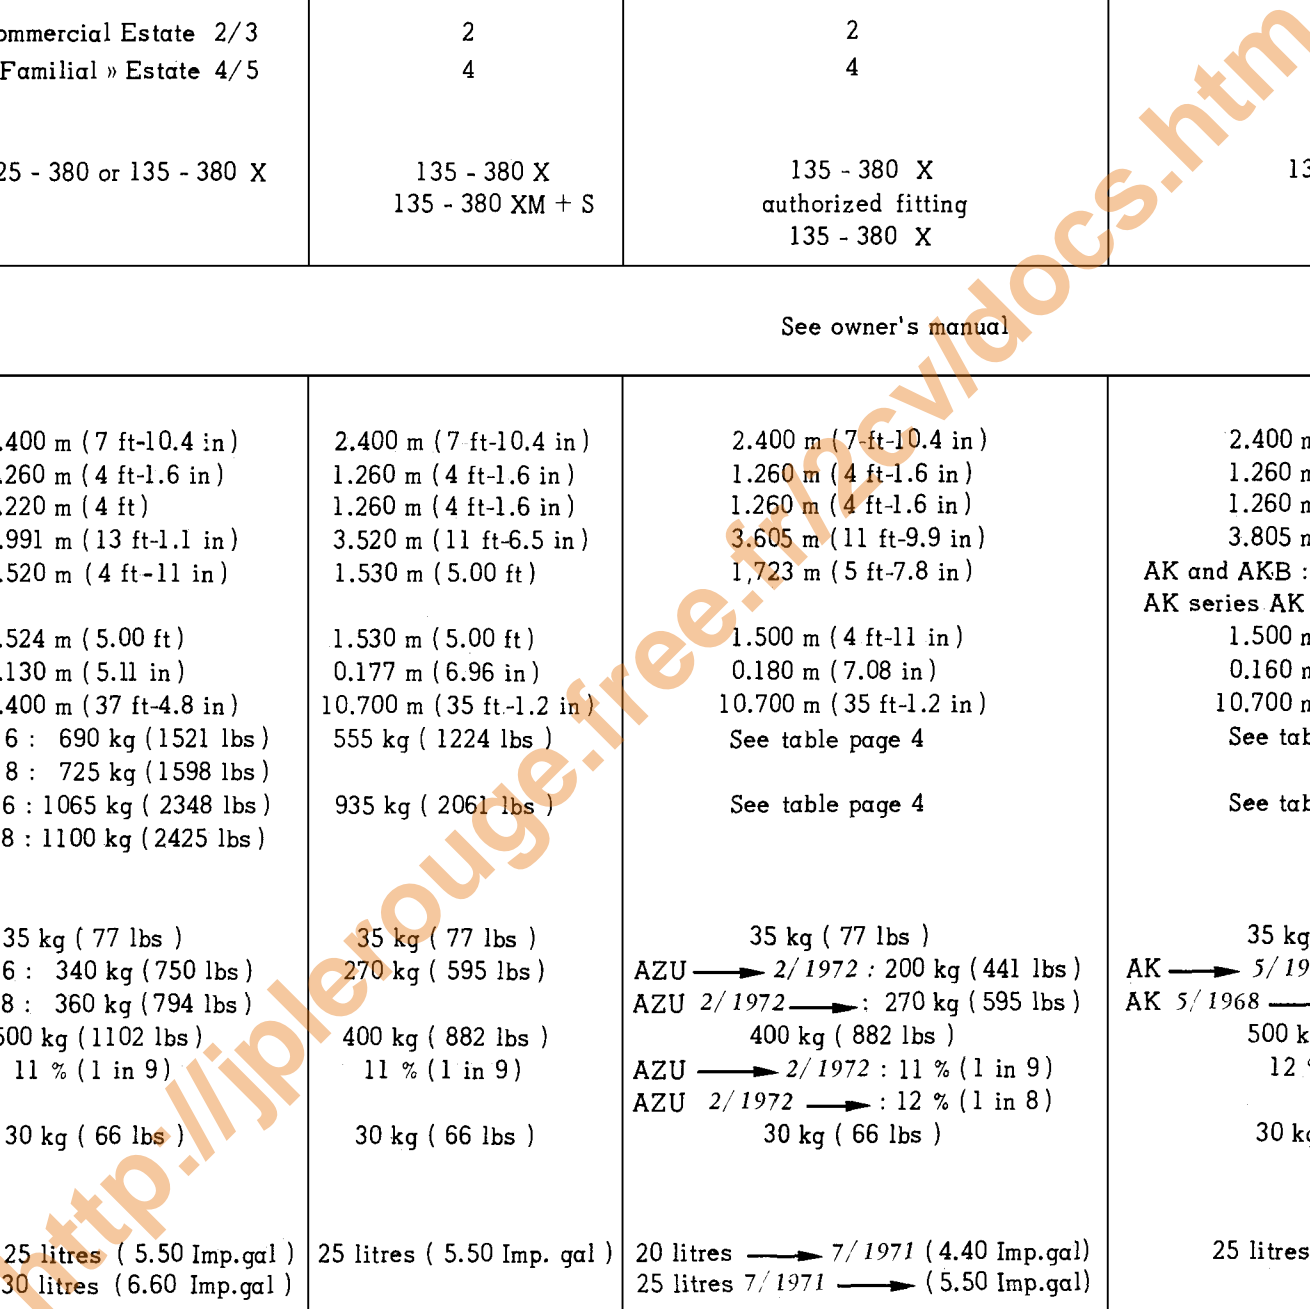 ommercial Estate 2/3 2 2
Familial » Estate 4/5 4 4
25 - 380 or 135 - 380 X 135 - 380 X 135 - 380 X 13
135 - 380 XM + S authorized fitting
135 - 380 X
See owner's manual
.400 m (7 ft-10.4 in) 2.400 m (7 ft-10.4 in) 2.400 m (7-ft-10.4 in) 2.400 m
.260 m (4 ft-1.6 in) 1.260 m (4 ft-1.6 in) 1.260 m (4 ft-1.6 in) 1.260 m
.220 m (4 ft) 1.260 m (4 ft-1.6 in) 1.260 m (4 ft-1.6 in) 1.260 m
.991 m (13 ft-1.1 in) 3.520 m (11 ft-6.5 in) 3.605 m (11 ft-9.9 in) 3.805 m
.520 m (4 ft-11 in) 1.530 m (5.00 ft) 1,723 m (5 ft-7.8 in) AK and AKB :
AK series AK
.524 m (5.00 ft) 1.530 m (5.00 ft) 1.500 m (4 ft-11 in) 1.500 m
.130 m (5.11 in) 0.177 m (6.96 in) 0.180 m (7.08 in) 0.160 m
.400 m (37 ft-4.8 in) 10.700 m (35 ft.-1.2 in) 10.700 m (35 ft-1.2 in) 10.700 m
6 : 690 kg (1521 lbs) 555 kg ( 1224 lbs ) See table page 4 See tab
8 : 725 kg (1598 lbs)
6 : 1065 kg ( 2348 lbs) 935 kg ( 2061 lbs ) See table page 4 See tab
8 : 1100 kg (2425 lbs)
35 kg ( 77 lbs ) 35 kg ( 77 lbs ) 35 kg ( 77 lbs ) 35 kg
6 : 340 kg (750 lbs) 270 kg ( 595 lbs) AZU → 2/1972 : 200 kg ( 441 lbs) AK → 5/19
8 : 360 kg (794 lbs) AZU 2/1972 → : 270 kg ( 595 lbs) AK 5/1968
500 kg (1102 lbs) 400 kg ( 882 lbs ) 400 kg ( 882 lbs ) 500 k
11 % (1 in 9) 11 % (1 in 9) AZU → 2/1972 : 11 % (1 in 9) 12 %
AZU 2/1972 → : 12 % (1 in 8)
30 kg ( 66 lbs ) 30 kg ( 66 lbs ) 30 kg ( 66 lbs ) 30 kg
25 litres ( 5.50 Imp.gal ) 25 litres ( 5.50 Imp. gal ) 20 litres → 7/1971 (4.40 Imp.gal) 25 litres
30 litres (6.60 Imp.gal ) 25 litres 7/1971 → (5.50 Imp.gal)
http://jplerouge.free.fr/2cv/docs.htm